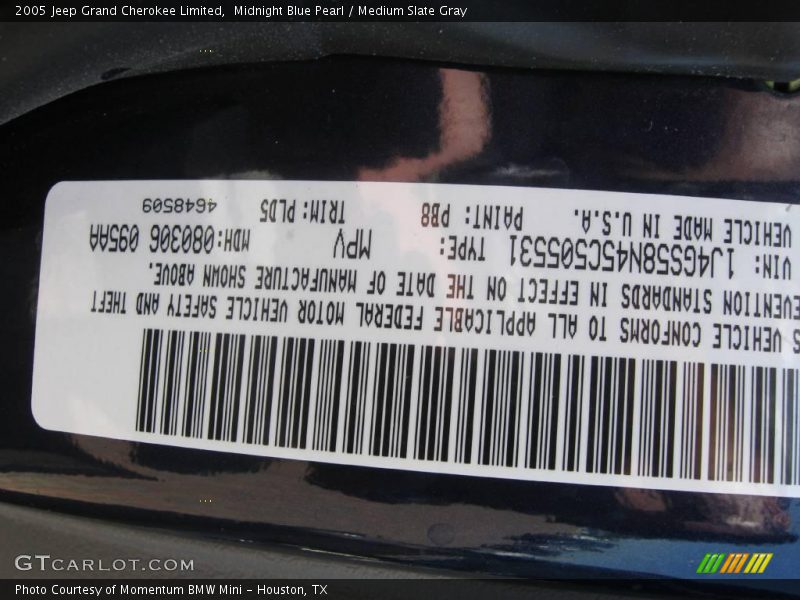 2005 Jeep Grand Cherokee Limited,  Midnight Blue Pearl / Medium Slate Gray
VEHICLE CONFORMS TO ALL APPLICABLE FEDERAL MOTOR VEHICLE SAFETY AND THEFT
STANDARDS IN EFFECT ON THE DATE OF MANUFACTURE SHOWN ABOVE.
VIN: 1J4GS58N45C505531 TYPE: MPV MDH: 080306 095AA
VEHICLE MADE IN U.S.A. PAINT: PB8 TRIM: PLD5 4648509
GTCARLOT.COM
Photo Courtesy of Momentum BMW Mini - Houston, TX